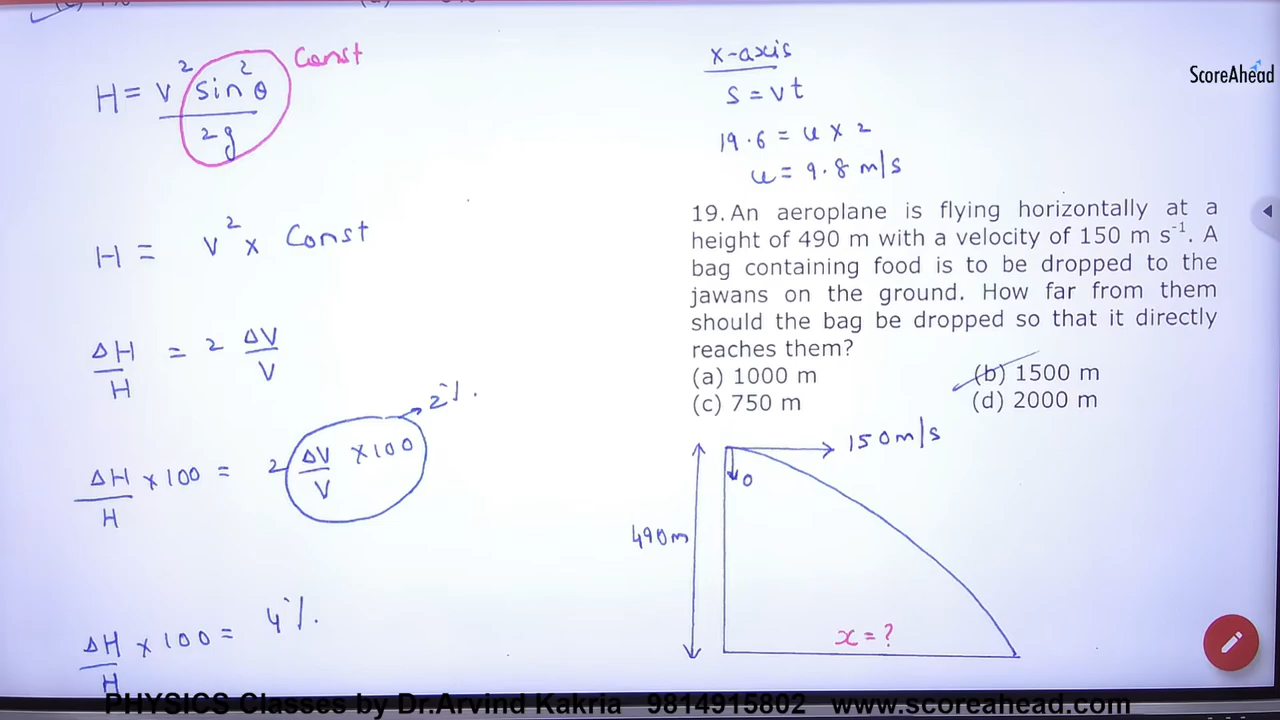 H = v² sin²θ / 2g
Const
H = v² x Const
ΔH/H = 2 ΔV/V
ΔH/H x 100 = 2 ΔV/V x 100
2%.
ΔH/H x 100 = 4%.
x-axis
s = vt
19.6 = u x 2
u = 9.8 m/s
ScoreAhead
19. An aeroplane is flying horizontally at a
height of 490 m with a velocity of 150 m s⁻¹. A
bag containing food is to be dropped to the
jawans on the ground. How far from them
should the bag be dropped so that it directly
reaches them?
(a) 1000 m (b) 1500 m
(c) 750 m (d) 2000 m
150 m/s
0
490m
x = ?
PHYSICS Classes by Dr.Arvind Kakria 9814915802 www.scoreahead.com